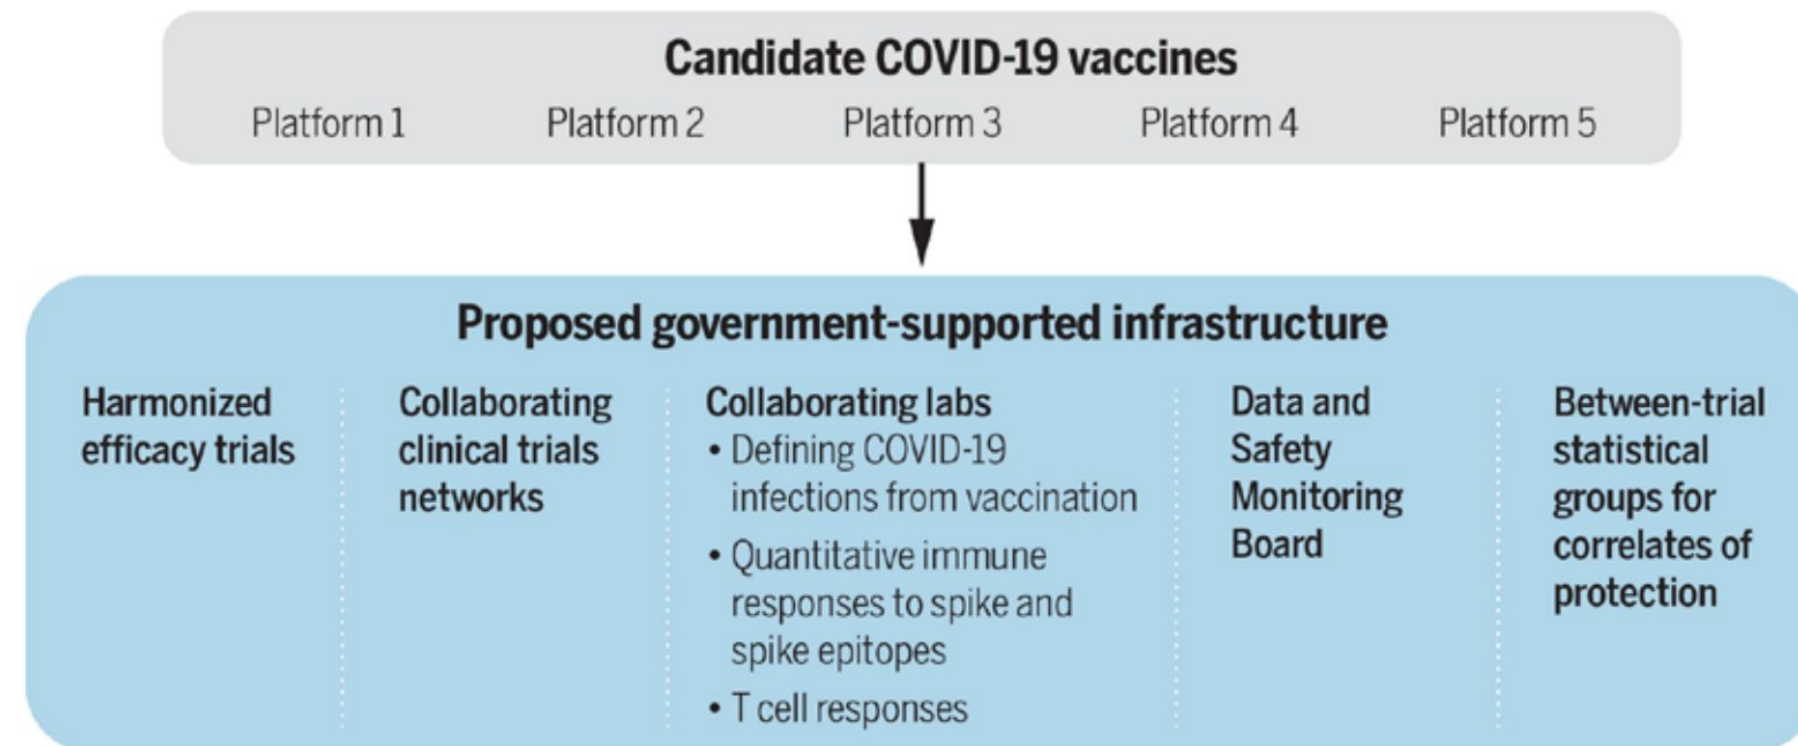 Candidate COVID-19 vaccines
Platform 1 Platform 2 Platform 3 Platform 4 Platform 5
Proposed government-supported infrastructure
Harmonized
efficacy trials
Collaborating
clinical trials
networks
Collaborating labs
• Defining COVID-19
infections from vaccination
• Quantitative immune
responses to spike and
spike epitopes
• T cell responses
Data and
Safety
Monitoring
Board
Between-trial
statistical
groups for
correlates of
protection